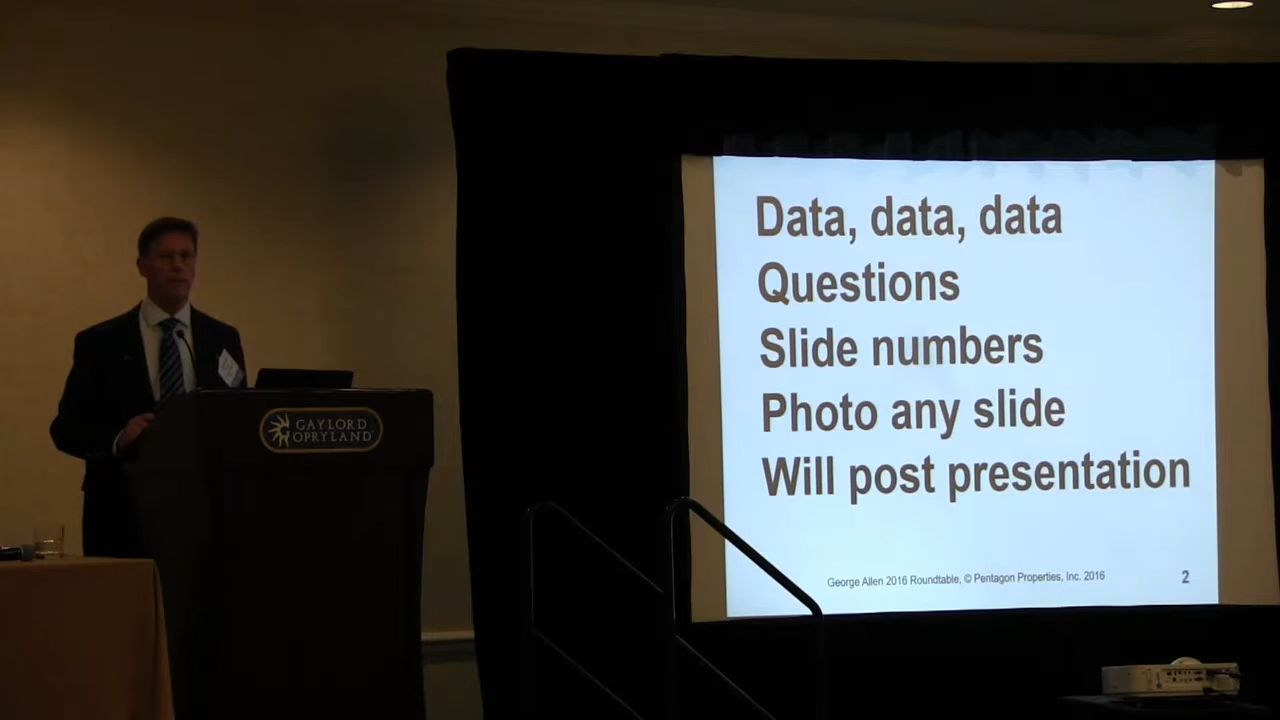 Data, data, data
Questions
Slide numbers
Photo any slide
Will post presentation
George Allen 2016 Roundtable, © Pentagon Properties, Inc. 2016
2
GAYLORD
OPRYLAND